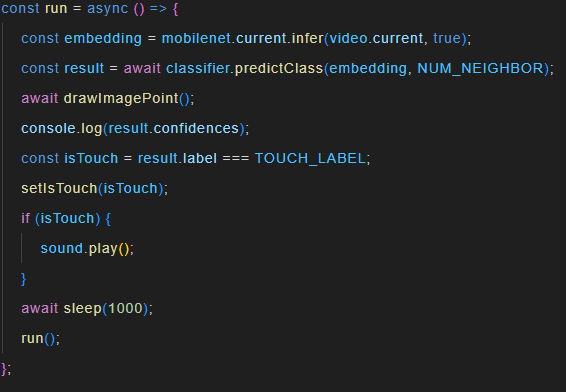 const run = async () => {
const embedding = mobilenet.current.infer(video.current, true);
const result = await classifier.predictClass(embedding, NUM_NEIGHBOR);
await drawImagePoint();
console.log(result.confidences);
const isTouch = result.label === TOUCH_LABEL;
setIsTouch(isTouch);
if (isTouch) {
sound.play();
}
await sleep(1000);
run();
};